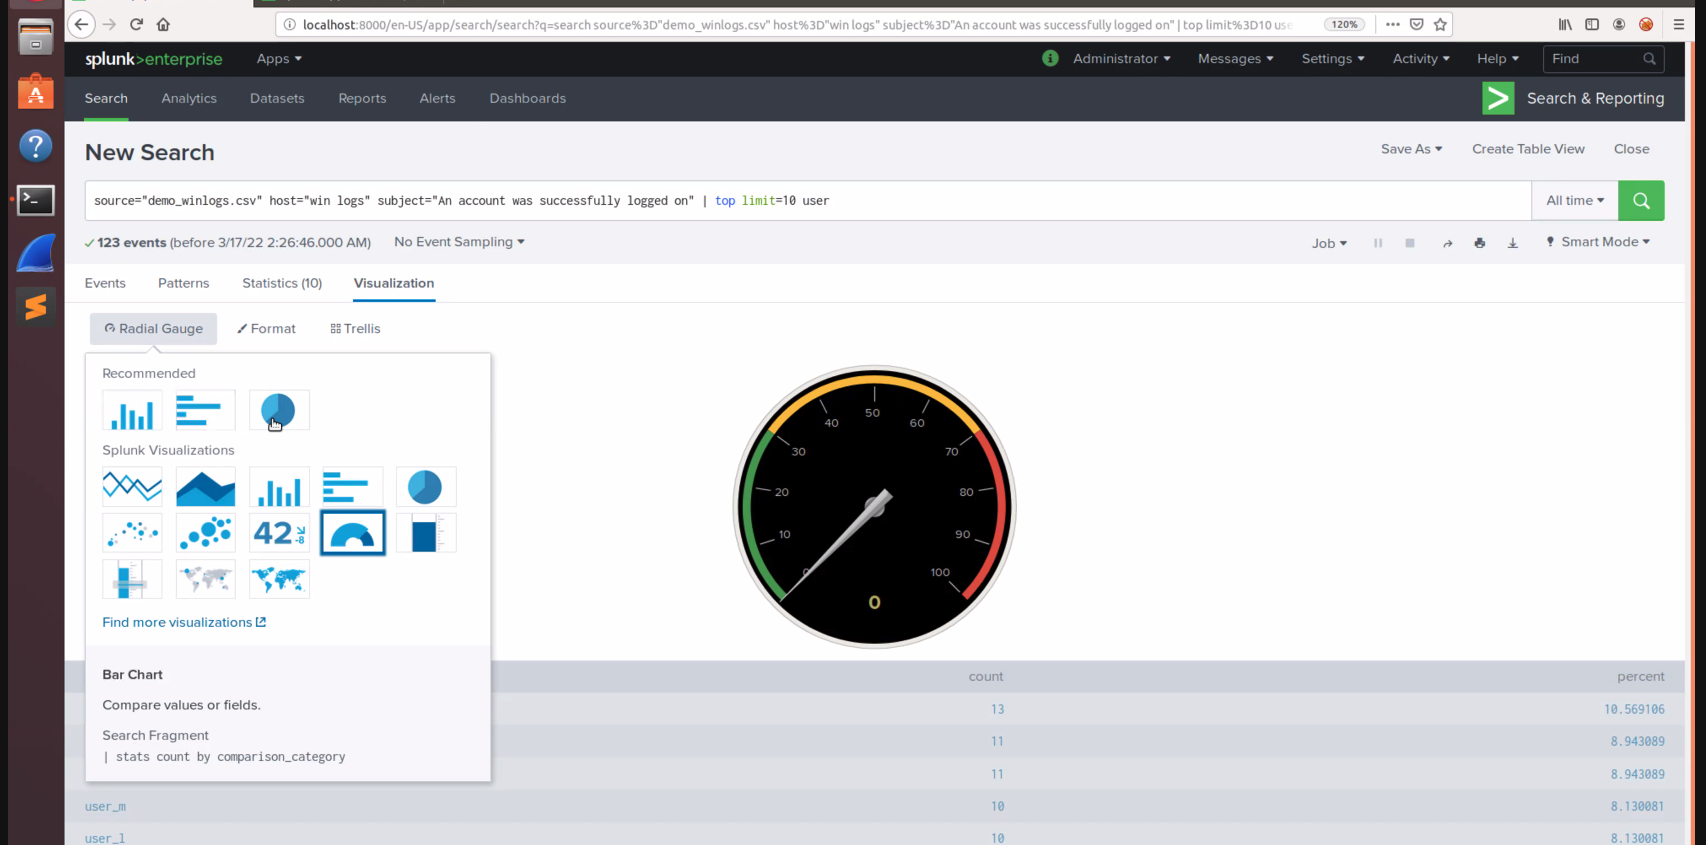 localhost:8000/en-US/app/search/search?q=search source%3D"demo_winlogs.csv" host%3D"win logs" subject%3D"An account was successfully logged on" | top limit%3D10 use
120%
splunk>enterprise
Apps
i
Administrator
Messages
Settings
Activity
Help
Find
Search
Analytics
Datasets
Reports
Alerts
Dashboards
Search & Reporting
New Search
Save As
Create Table View
Close
source="demo_winlogs.csv" host="win logs" subject="An account was successfully logged on" | top limit=10 user
All time
123 events (before 3/17/22 2:26:46.000 AM)
No Event Sampling
Job
Smart Mode
Events
Patterns
Statistics (10)
Visualization
Radial Gauge
Format
Trellis
Recommended
Splunk Visualizations
42
-8
Find more visualizations
Bar Chart
Compare values or fields.
Search Fragment
| stats count by comparison_category
0
10
20
30
40
50
60
70
80
90
100
0
count
percent
13
10.569106
11
8.943089
11
8.943089
user_m
10
8.130081
user_l
10
8.130081